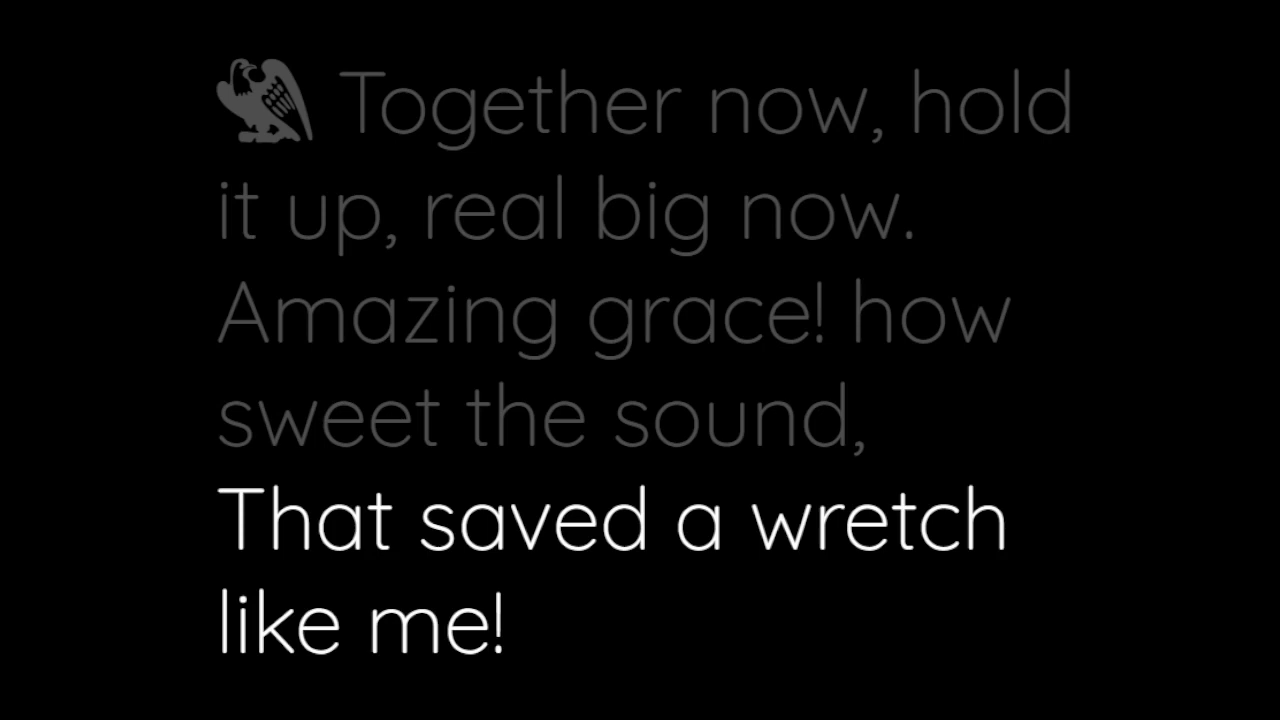 Together now, hold
it up, real big now.
Amazing grace! how
sweet the sound,
That saved a wretch
like me!